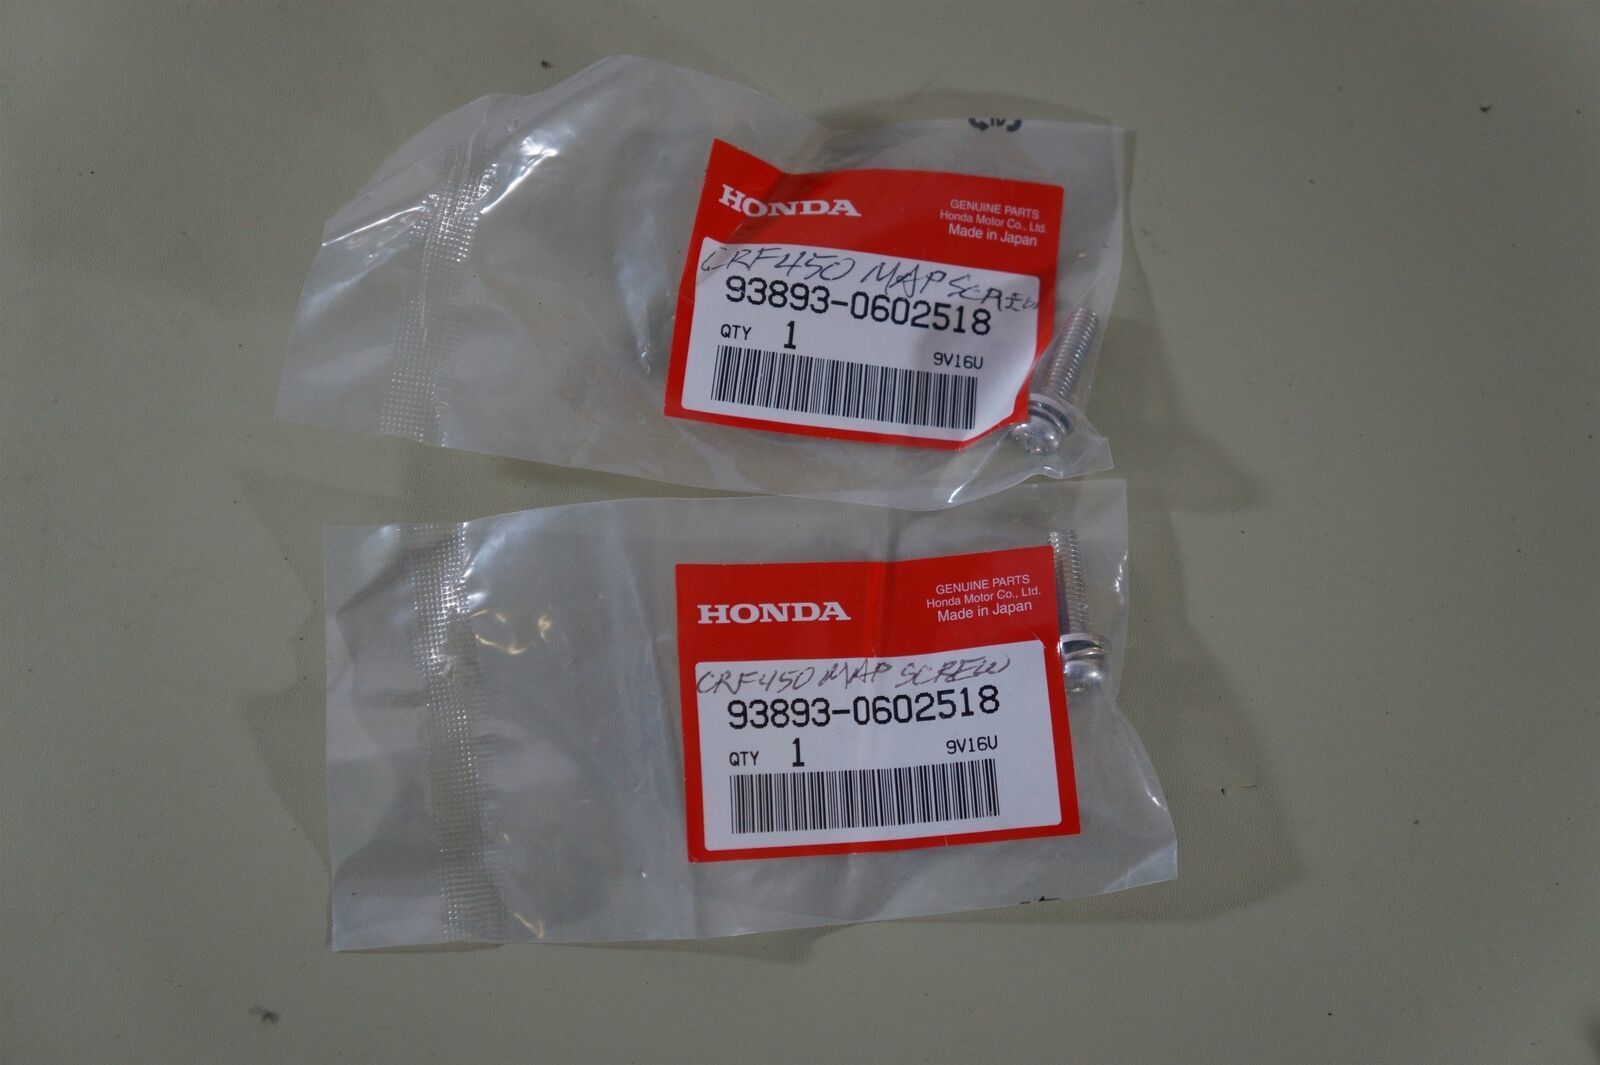 HONDA
GENUINE PARTS
Honda Motor Co., Ltd.
Made in Japan
CRF450 MAP SCREW
93893-0602518
QTY 1
9V16U
HONDA
GENUINE PARTS
Honda Motor Co., Ltd.
Made in Japan
CRF450 MAP SCREW
93893-0602518
QTY 1
9V16U